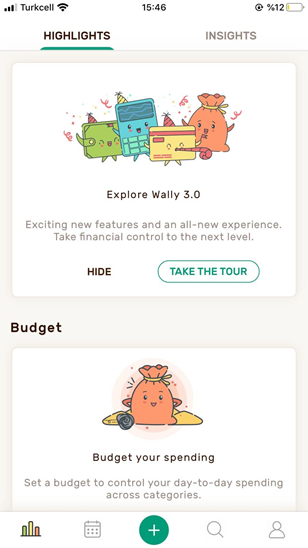 Turkcell 15:46 %12
HIGHLIGHTS INSIGHTS
Explore Wally 3.0
Exciting new features and an all-new experience.
Take financial control to the next level.
HIDE TAKE THE TOUR
Budget
Budget your spending
Set a budget to control your day-to-day spending
across categories.